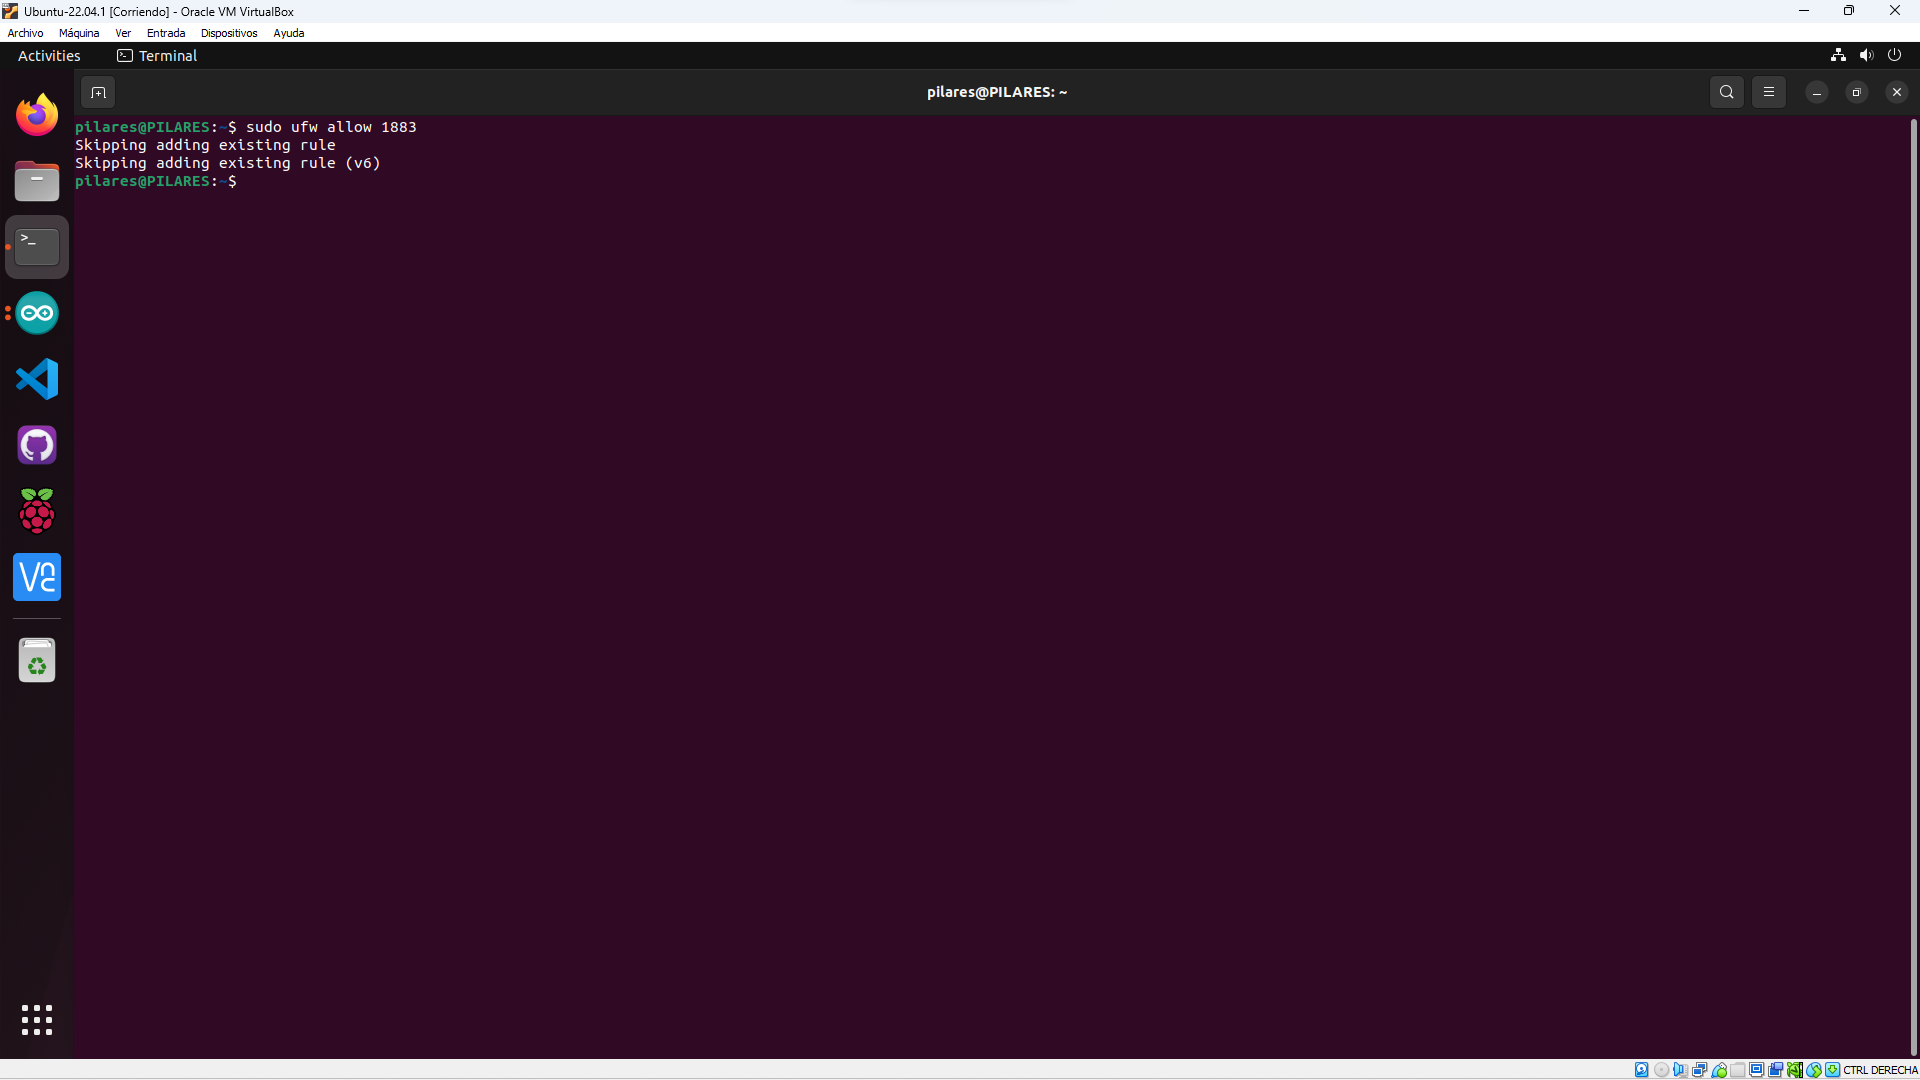 Ubuntu-22.04.1 [Corriendo] - Oracle VM VirtualBox
Archivo Máquina Ver Entrada Dispositivos Ayuda
Activities Terminal
pilares@PILARES: ~
pilares@PILARES:~$ sudo ufw allow 1883
Skipping adding existing rule
Skipping adding existing rule (v6)
pilares@PILARES:~$
CTRL DERECHA